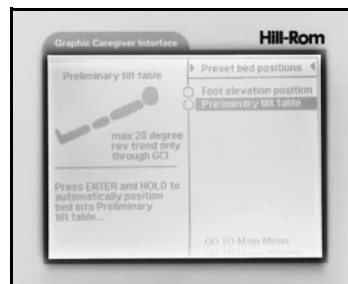 Graphic Caregiver Interface
Hill-Rom
Preliminary tilt table
max 20 degree
rev trend only
through GCI
Press ENTER and HOLD to
automatically position
bed into Preliminary
tilt table...
Preset bed positions
Foot elevation position
Preliminary tilt table
GO TO Main Menu